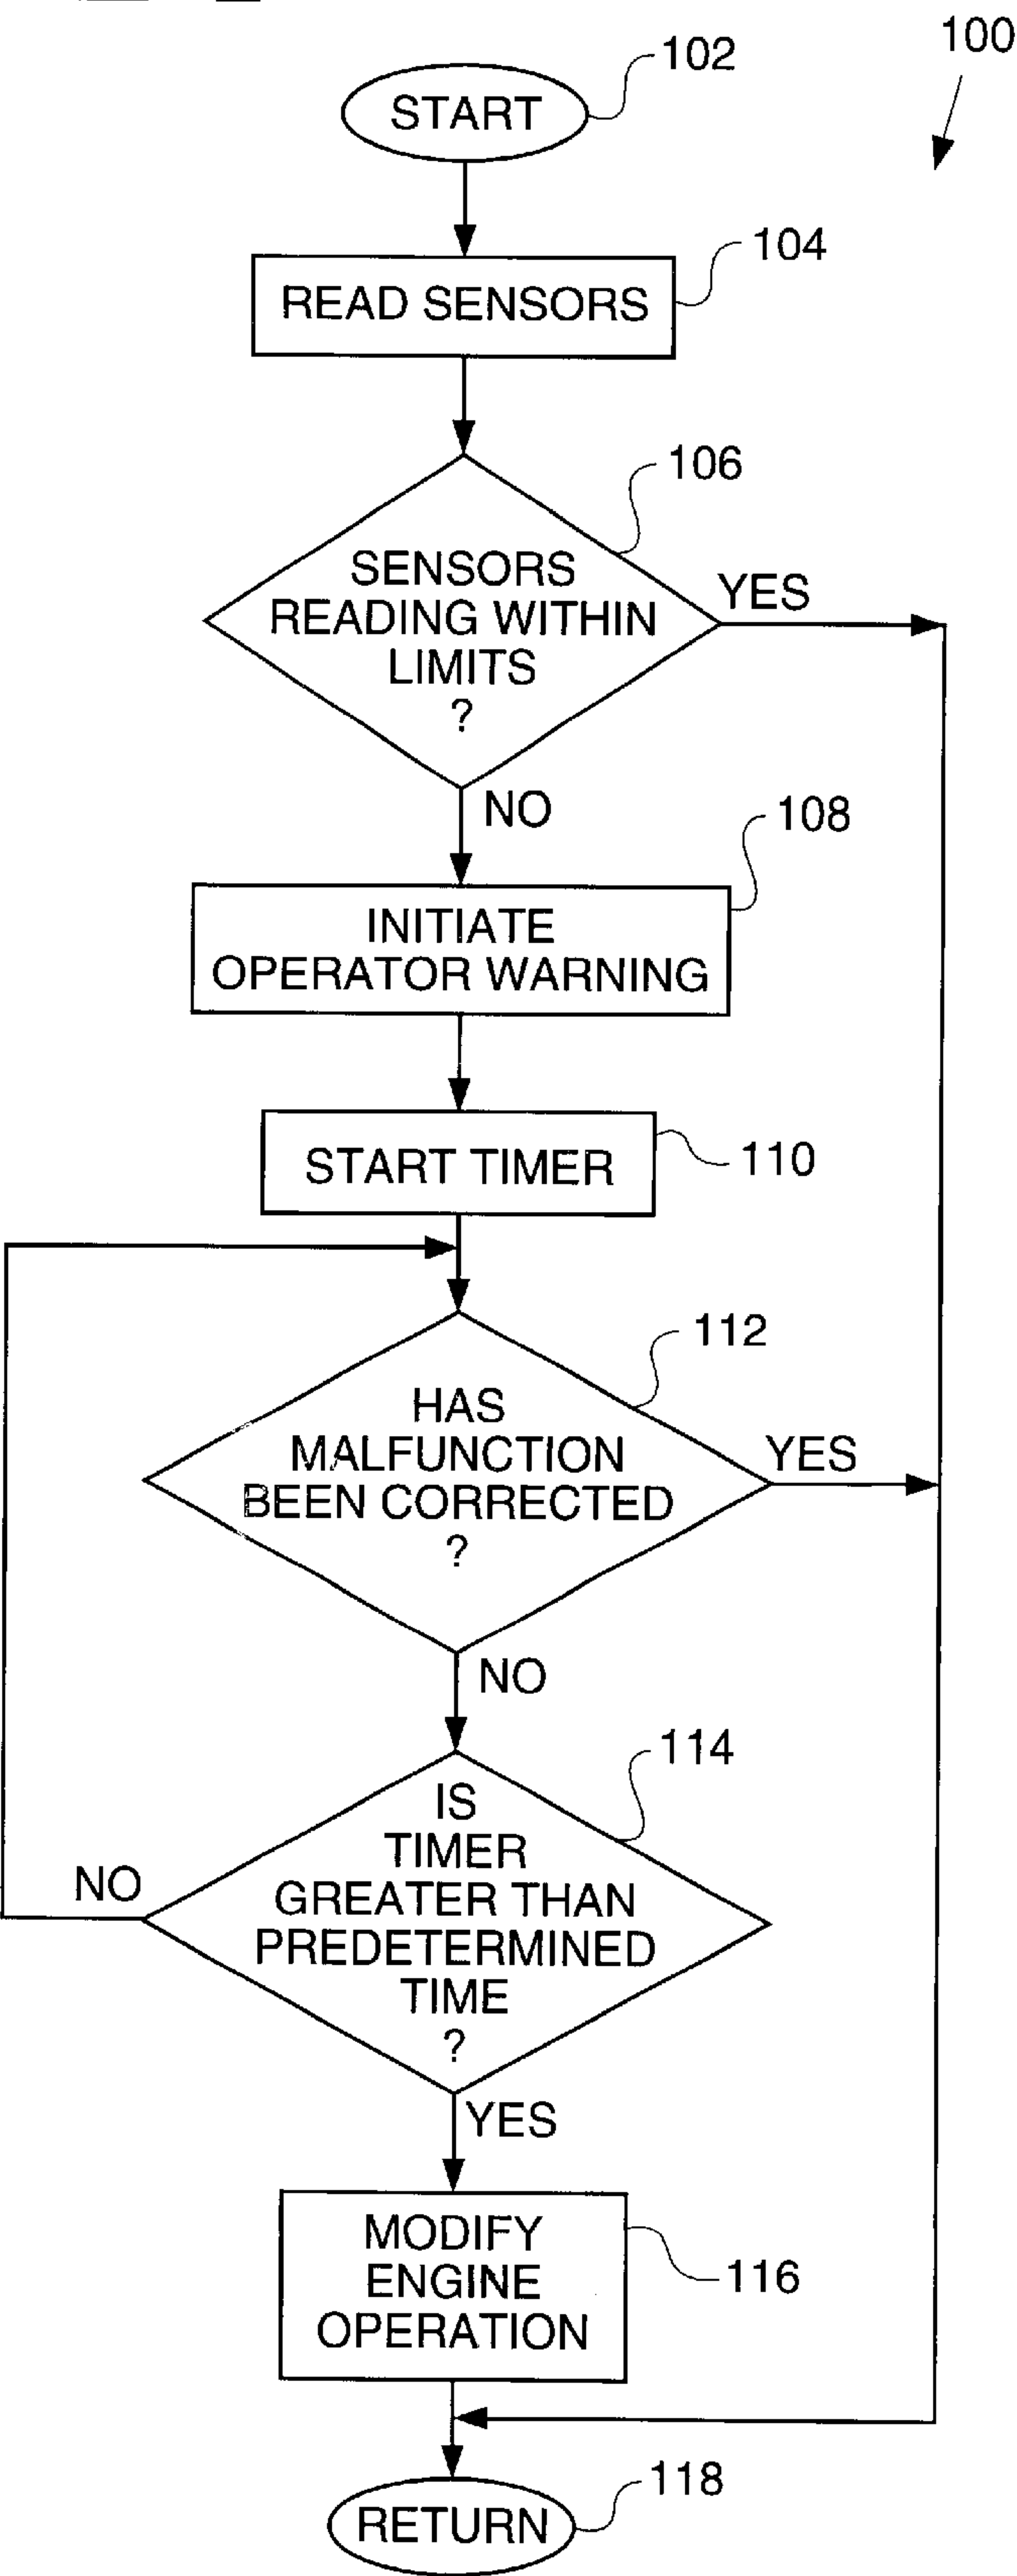 100
102
START
104
READ SENSORS
106
SENSORS
READING WITHIN
LIMITS
?
YES
NO
108
INITIATE
OPERATOR WARNING
START TIMER
110
112
HAS
MALFUNCTION
BEEN CORRECTED
?
YES
NO
114
IS
TIMER
GREATER THAN
PREDETERMINED
TIME
?
NO
YES
MODIFY
ENGINE
OPERATION
116
118
RETURN